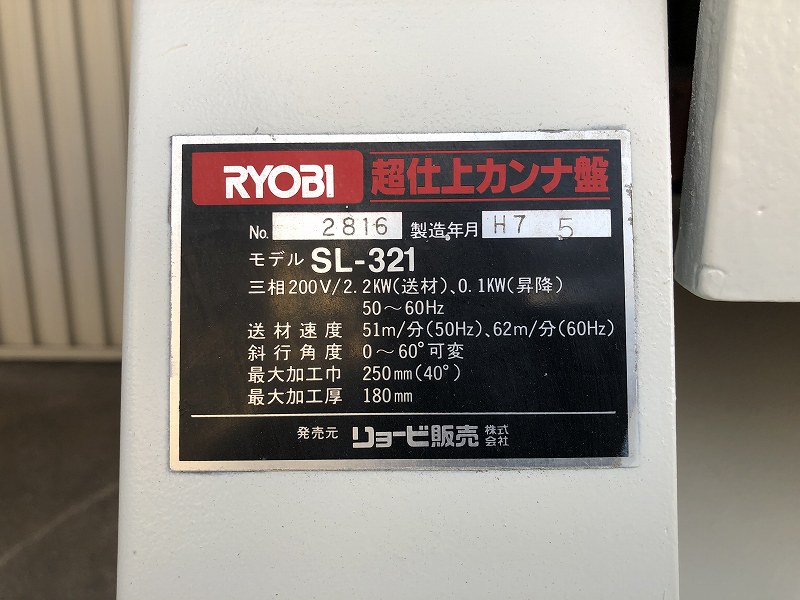 RYOBI 超仕上カンナ盤
No. 2816 製造年月 H7 5
モデル SL-321
三相200V/2.2KW(送材)、0.1KW(昇降)
50～60Hz
送材速度 51m/分(50Hz)、62m/分(60Hz)
斜行角度 0～60°可変
最大加工巾 250mm(40°)
最大加工厚 180mm
発売元 リョービ販売株式会社